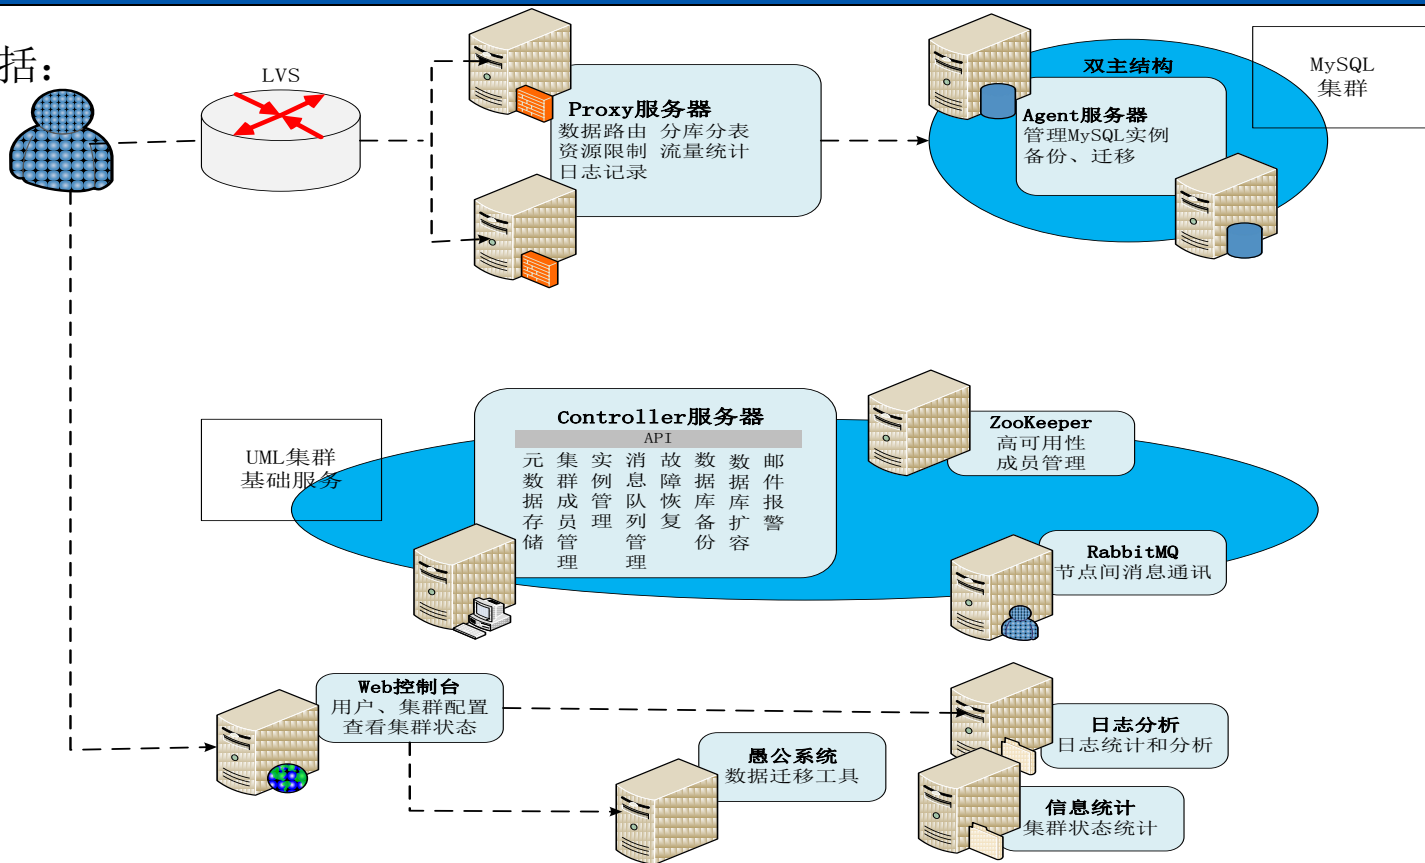 括：
LVS
Proxy服务器
数据路由 分库分表
资源限制 流量统计
日志记录
双主结构
Agent服务器
管理MySQL实例
备份、迁移
MySQL
集群
UML集群
基础服务
Controller服务器
API
元数据存储
集群成员管理
实例管理
消息队列管理
故障恢复
数据库备份
数据库扩容
邮件报警
ZooKeeper
高可用性
成员管理
RabbitMQ
节点间消息通讯
Web控制台
用户、集群配置
查看集群状态
愚公系统
数据迁移工具
日志分析
日志统计和分析
信息统计
集群状态统计